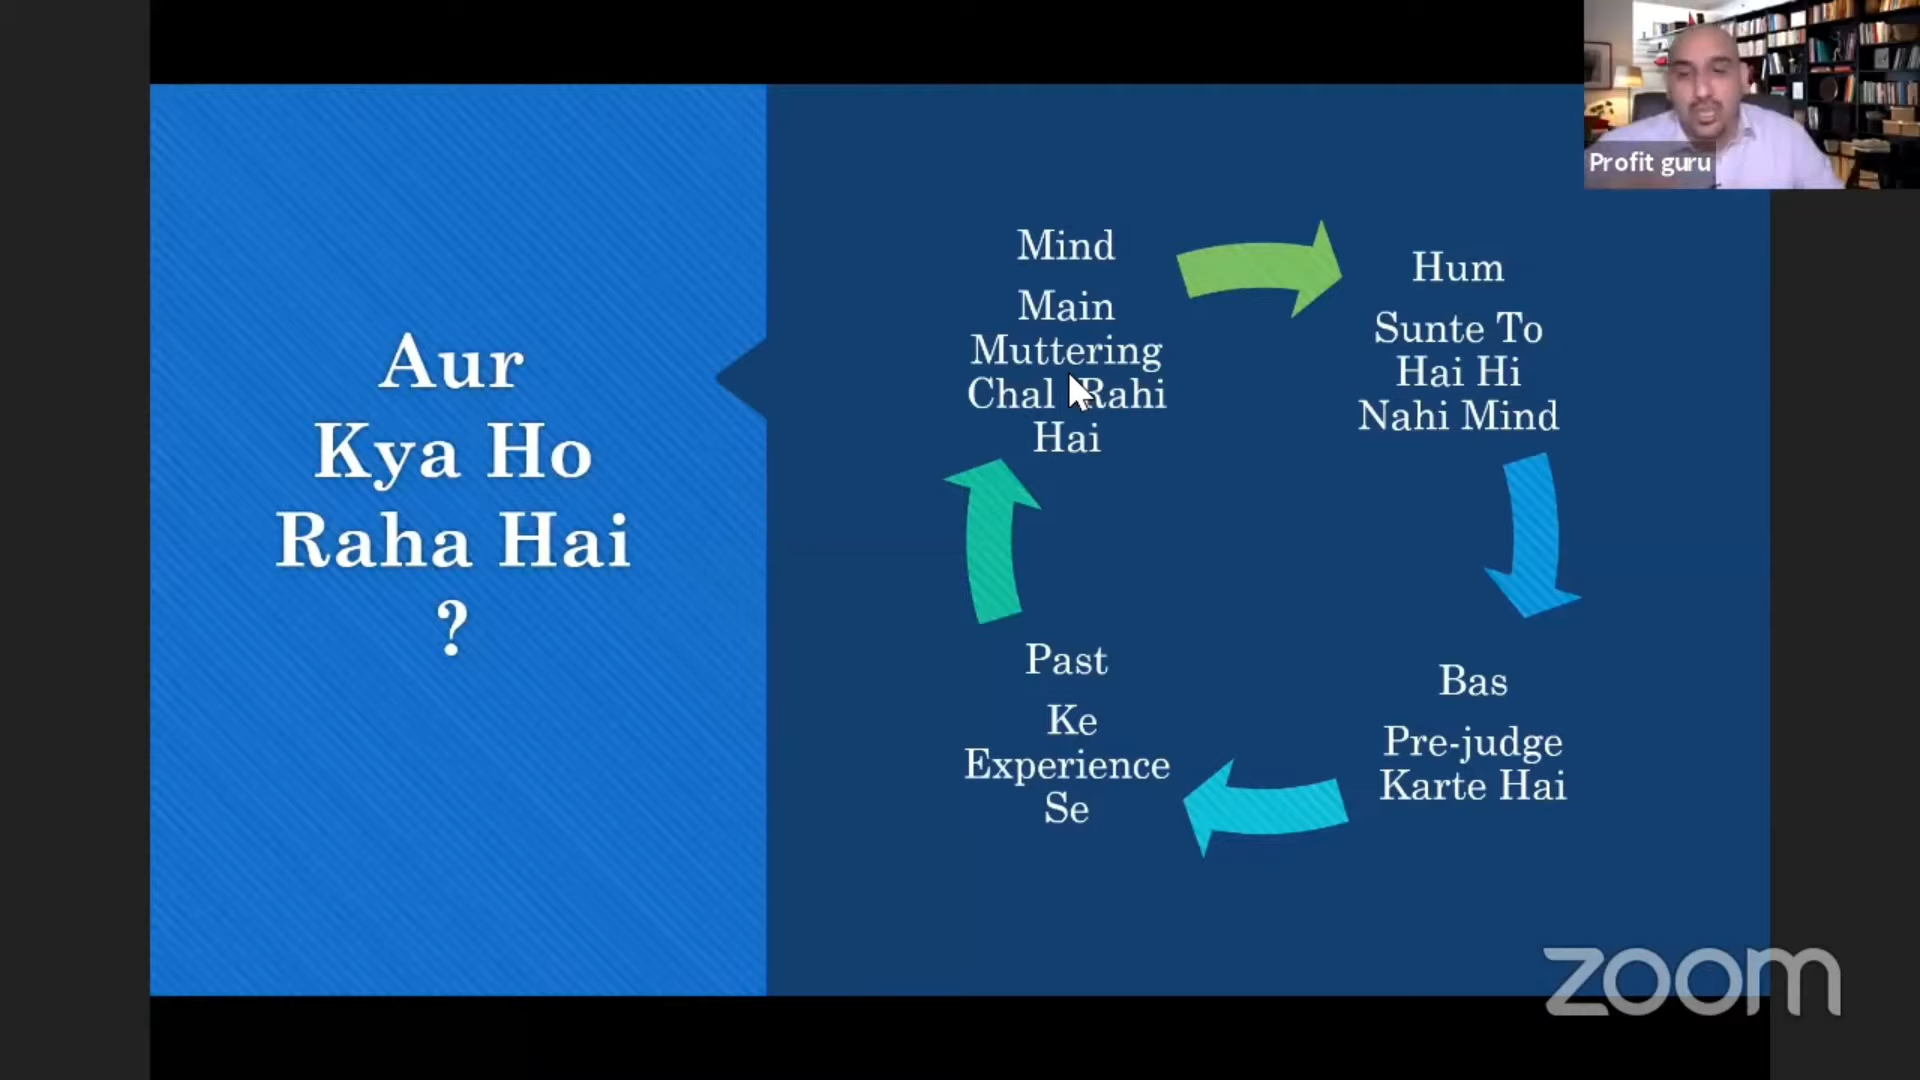 Profit guru
Aur
Kya Ho
Raha Hai
?
Mind
Main
Muttering
Chal Rahi
Hai
Hum
Sunte To
Hai Hi
Nahi Mind
Bas
Pre-judge
Karte Hai
Past
Ke
Experience
Se
zoom